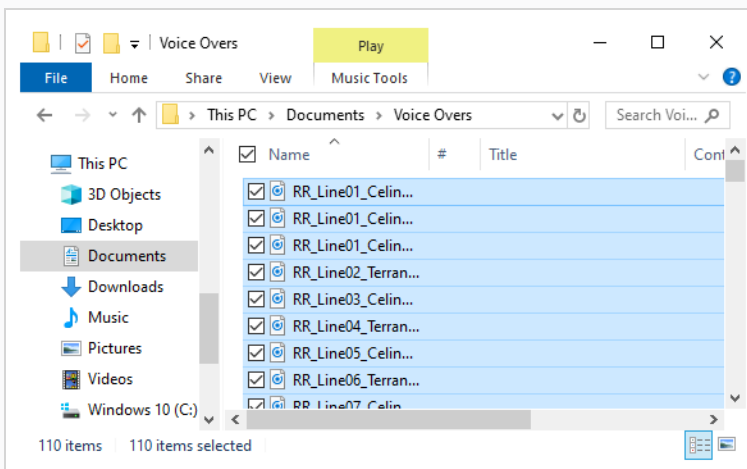 Voice Overs
Play
File
Home
Share
View
Music Tools
This PC
Documents
Voice Overs
Search Voi...
Name
#
Title
Cont
This PC
3D Objects
Desktop
Documents
Downloads
Music
Pictures
Videos
Windows 10 (C:)
RR_Line01_Celin...
RR_Line01_Celin...
RR_Line01_Celin...
RR_Line02_Terran...
RR_Line03_Celin...
RR_Line04_Terran...
RR_Line05_Celin...
RR_Line06_Terran...
RR_Line07_Celin
110 items
110 items selected